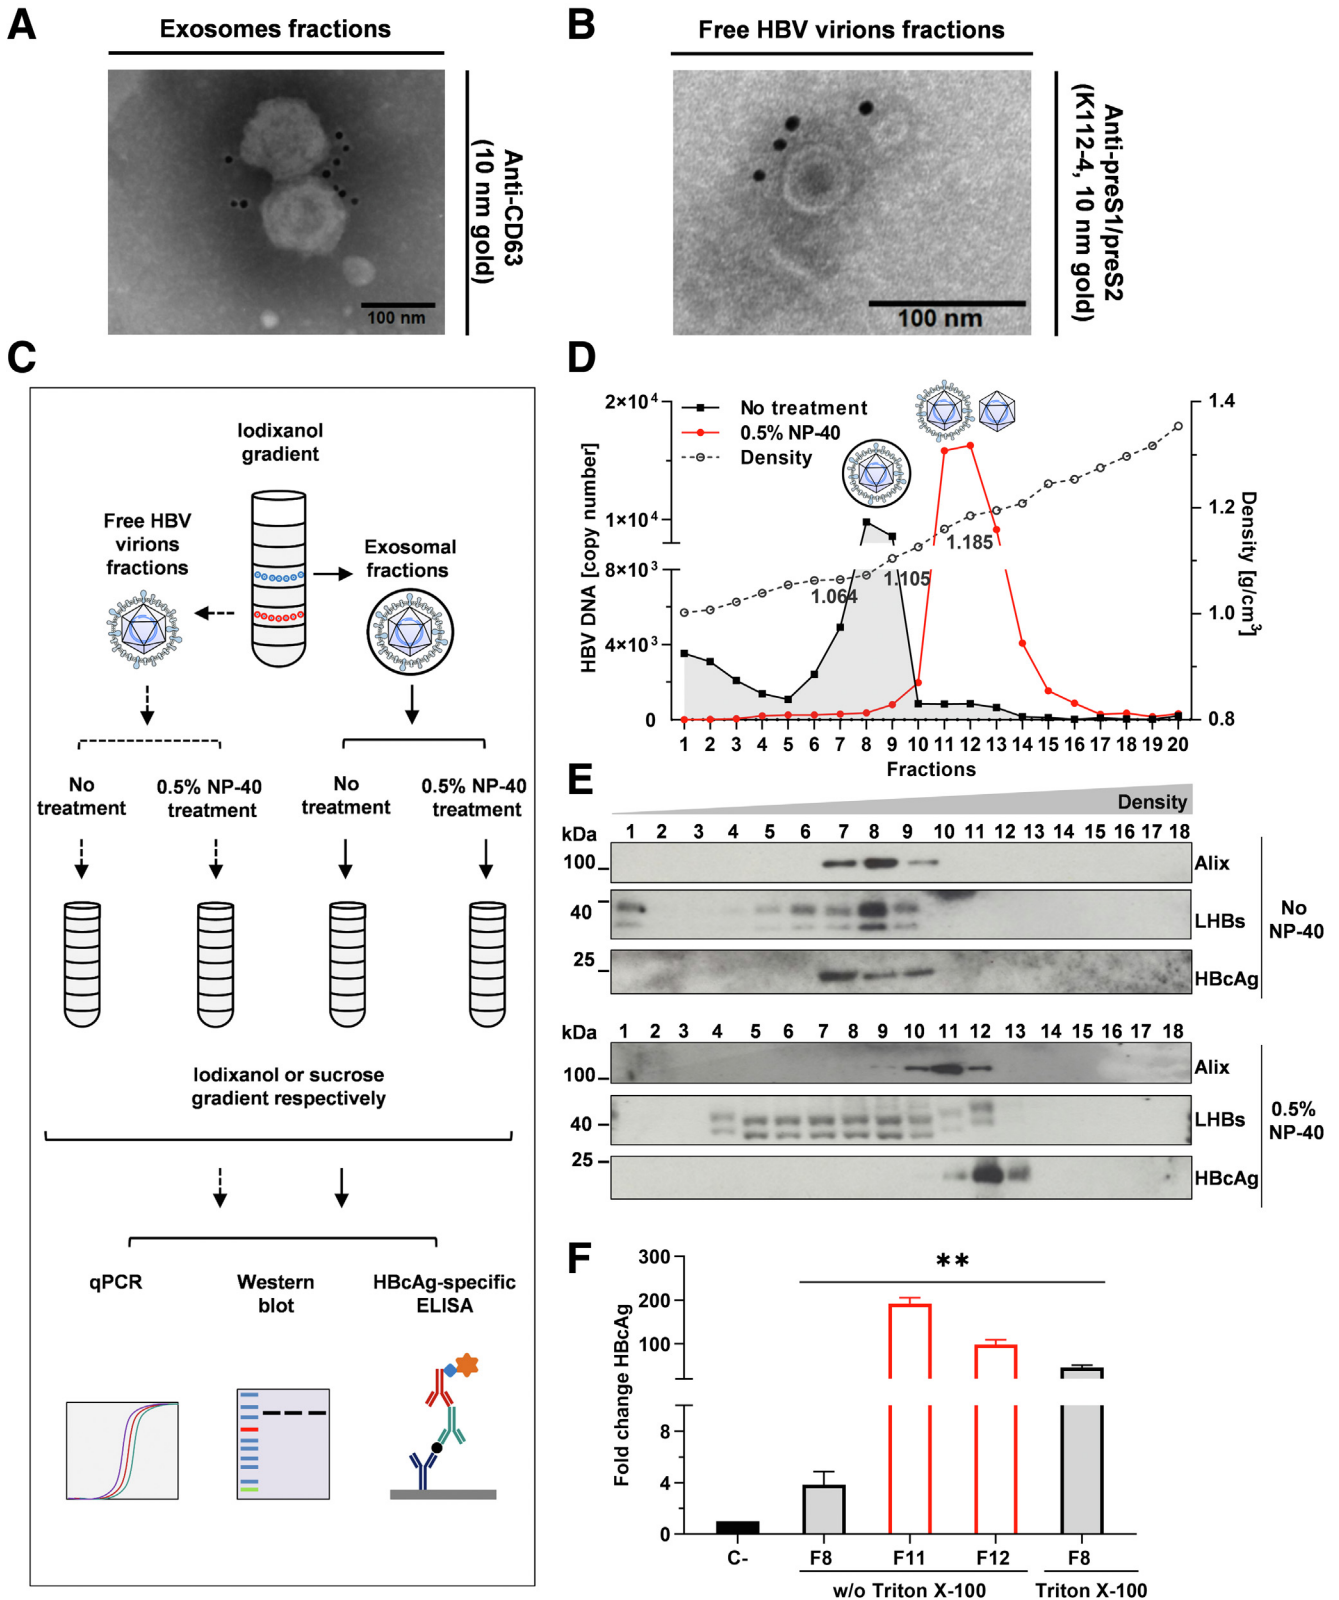 A
Exosomes fractions
Anti-CD63
(10 nm gold)
100 nm
B
Free HBV virions fractions
Anti-preS1/preS2
(K112-4, 10 nm gold)
100 nm
C
Iodixanol
gradient
Free HBV
virions
fractions
Exosomal
fractions
No
treatment
0.5% NP-40
treatment
No
treatment
0.5% NP-40
treatment
Iodixanol or sucrose
gradient respectively
qPCR
Western
blot
HBcAg-specific
ELISA
D
HBV DNA [copy number]
2×10⁴
1×10⁴
8×10³
4×10³
0
No treatment
0.5% NP-40
Density
1.064
1.105
1.185
1.4
1.2
1.0
0.8
Density [g/cm³]
1 2 3 4 5 6 7 8 9 10 11 12 13 14 15 16 17 18 19 20
Fractions
E
Density
kDa 1 2 3 4 5 6 7 8 9 10 11 12 13 14 15 16 17 18
100 Alix
40 LHBs
25 HBcAg
No
NP-40
kDa 1 2 3 4 5 6 7 8 9 10 11 12 13 14 15 16 17 18
100 Alix
40 LHBs
25 HBcAg
0.5%
NP-40
F
Fold change HBcAg
300
200
100
8
4
0
**
C- F8 F11 F12 F8
w/o Triton X-100 Triton X-100